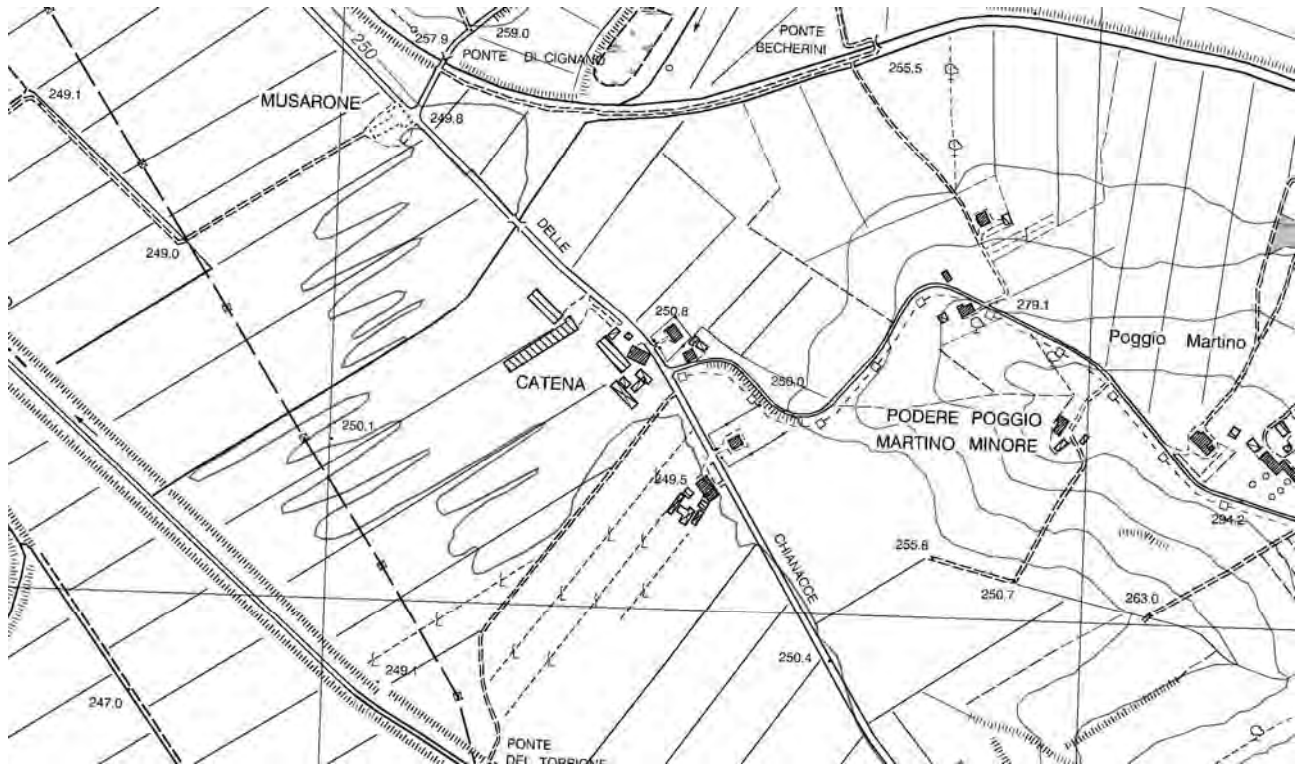 257.9
259.0
250
PONTE DI CIGNANO
PONTE
BECHERINI
255.5
249.1
MUSARONE
249.8
249.0
DELLE
250.8
279.1
Poggio Martino
CATENA
259.0
PODERE POGGIO
MARTINO MINORE
250.1
249.5
294.2
CHIANACCE
255.8
250.7
263.0
250.4
249.1
247.0
PONTE
DEL TORRIONE